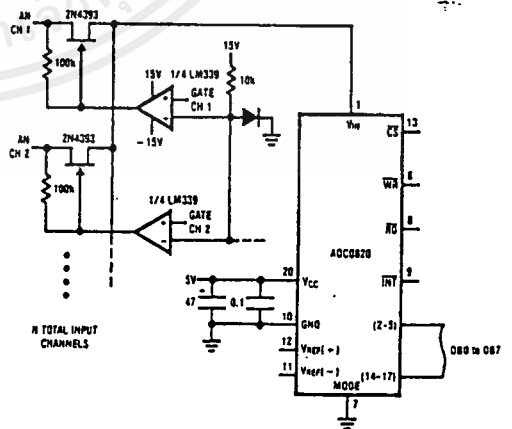 AN
CH 1
2N4393
100k
15V
1/4 LM339
GATE
CH 1
-15V
15V
10k
AN
CH 2
2N4393
100k
1/4 LM339
GATE
CH 2
N TOTAL INPUT
CHANNELS
5V
47
0.1
1
VIN
20
VCC
10
GND
12
VREF(+)
11
VREF(-)
MODE
7
ADC0820
CS
13
WR
6
RD
8
INT
9
(2-5)
(14-17)
DB0 to DB7